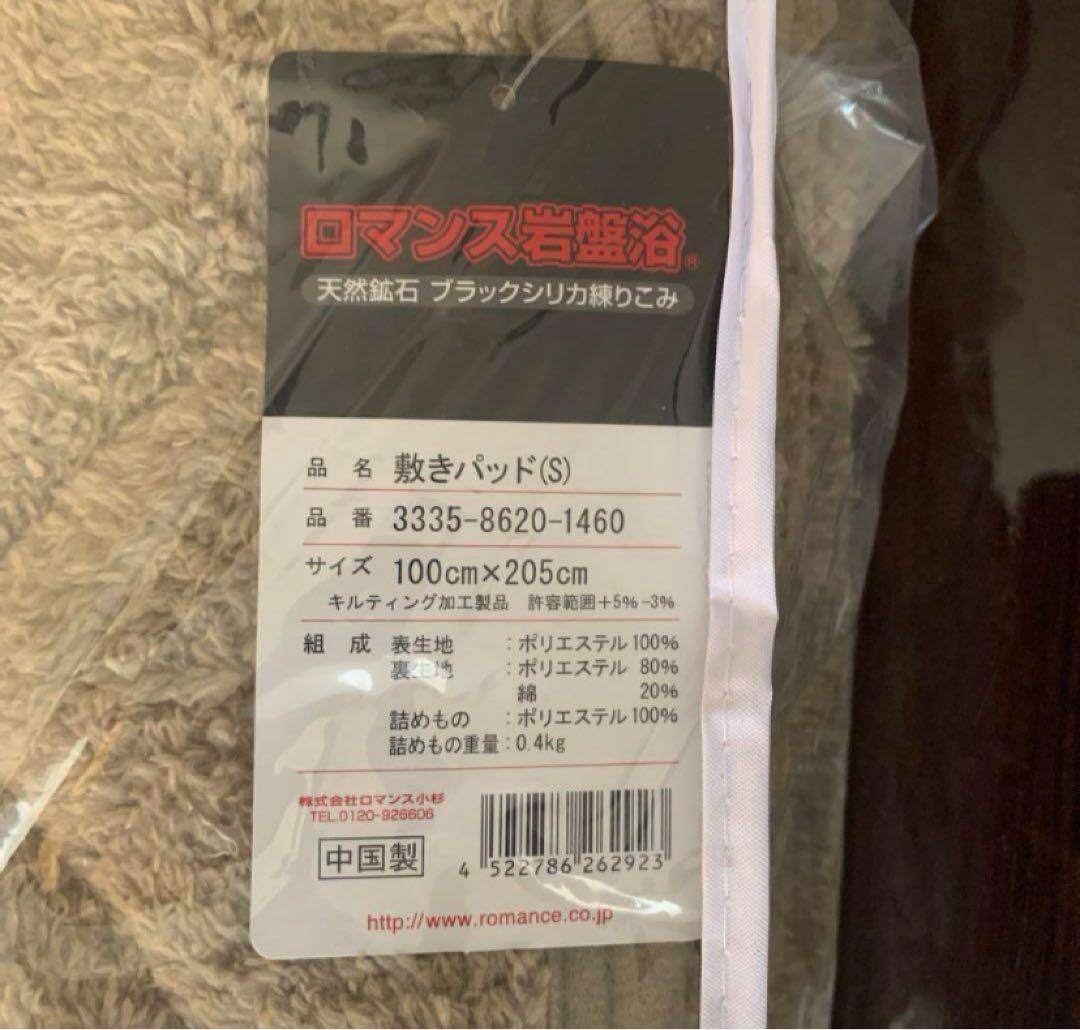 ロマンス岩盤浴®
天然鉱石 ブラックシリカ練りこみ
品 名 敷きパッド(S)
品 番 3335-8620-1460
サイズ 100cm×205cm
キルティング加工製品 許容範囲+5%-3%
組 成 表生地 :ポリエステル100%
裏生地 :ポリエステル 80%
綿 20%
詰めもの :ポリエステル100%
詰めもの重量:0.4kg
株式会社ロマンス小杉
TEL.0120-926606
中国製
4 522786 262923
http://www.romance.co.jp